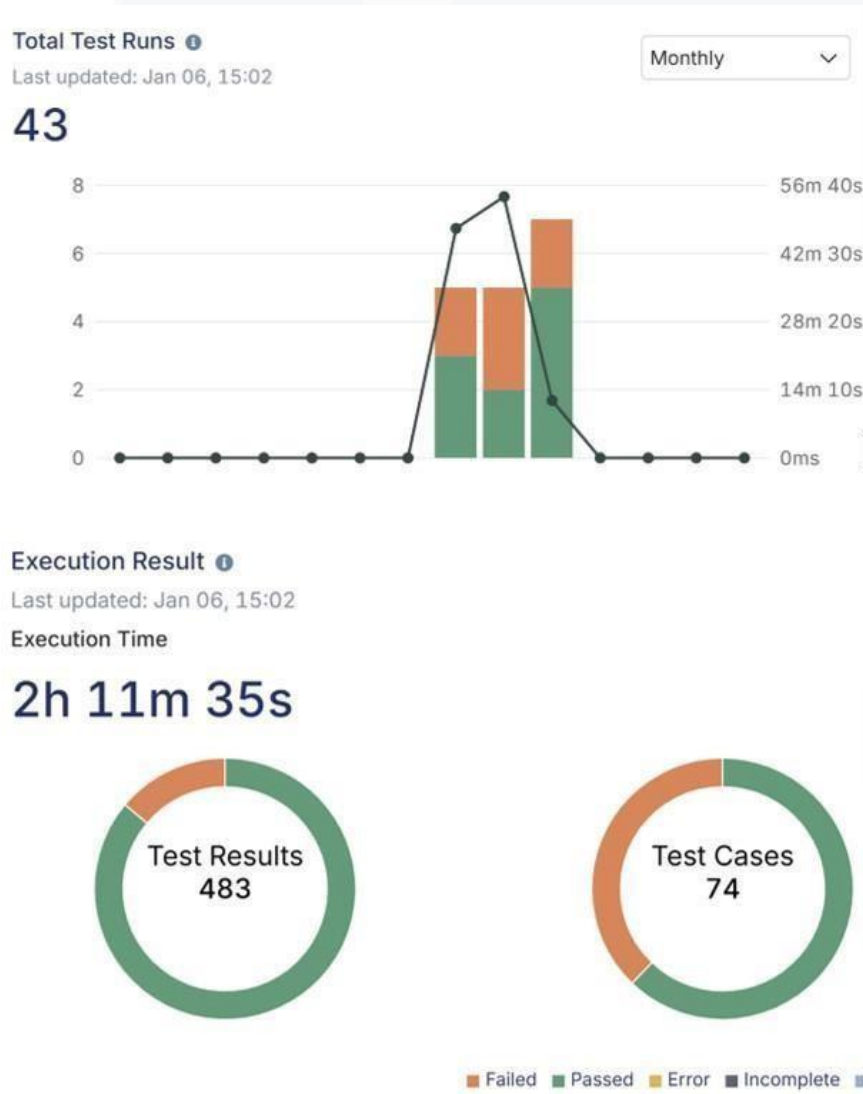 Total Test Runs
Last updated: Jan 06, 15:02
Monthly
43
8
56m 40s
6
42m 30s
4
28m 20s
2
14m 10s
0
0ms
Execution Result
Last updated: Jan 06, 15:02
Execution Time
2h 11m 35s
Test Results
483
Test Cases
74
Failed Passed Error Incomplete